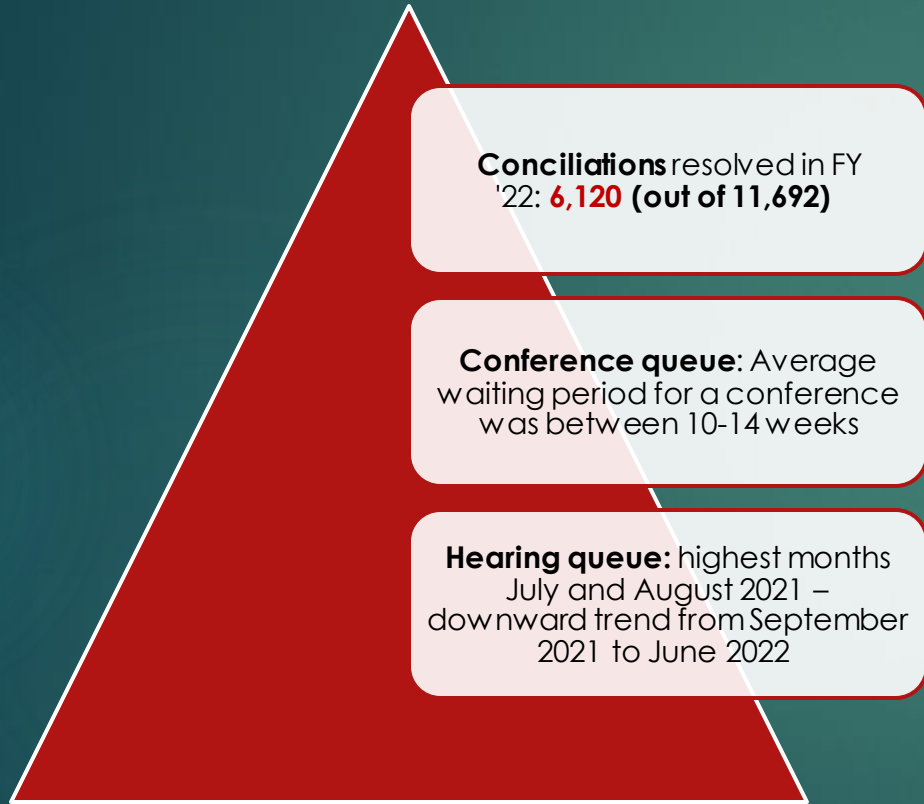 Conciliations resolved in FY
'22: 6,120 (out of 11,692)
Conference queue: Average
waiting period for a conference
was between 10-14 weeks
Hearing queue: highest months
July and August 2021 –
downward trend from September
2021 to June 2022